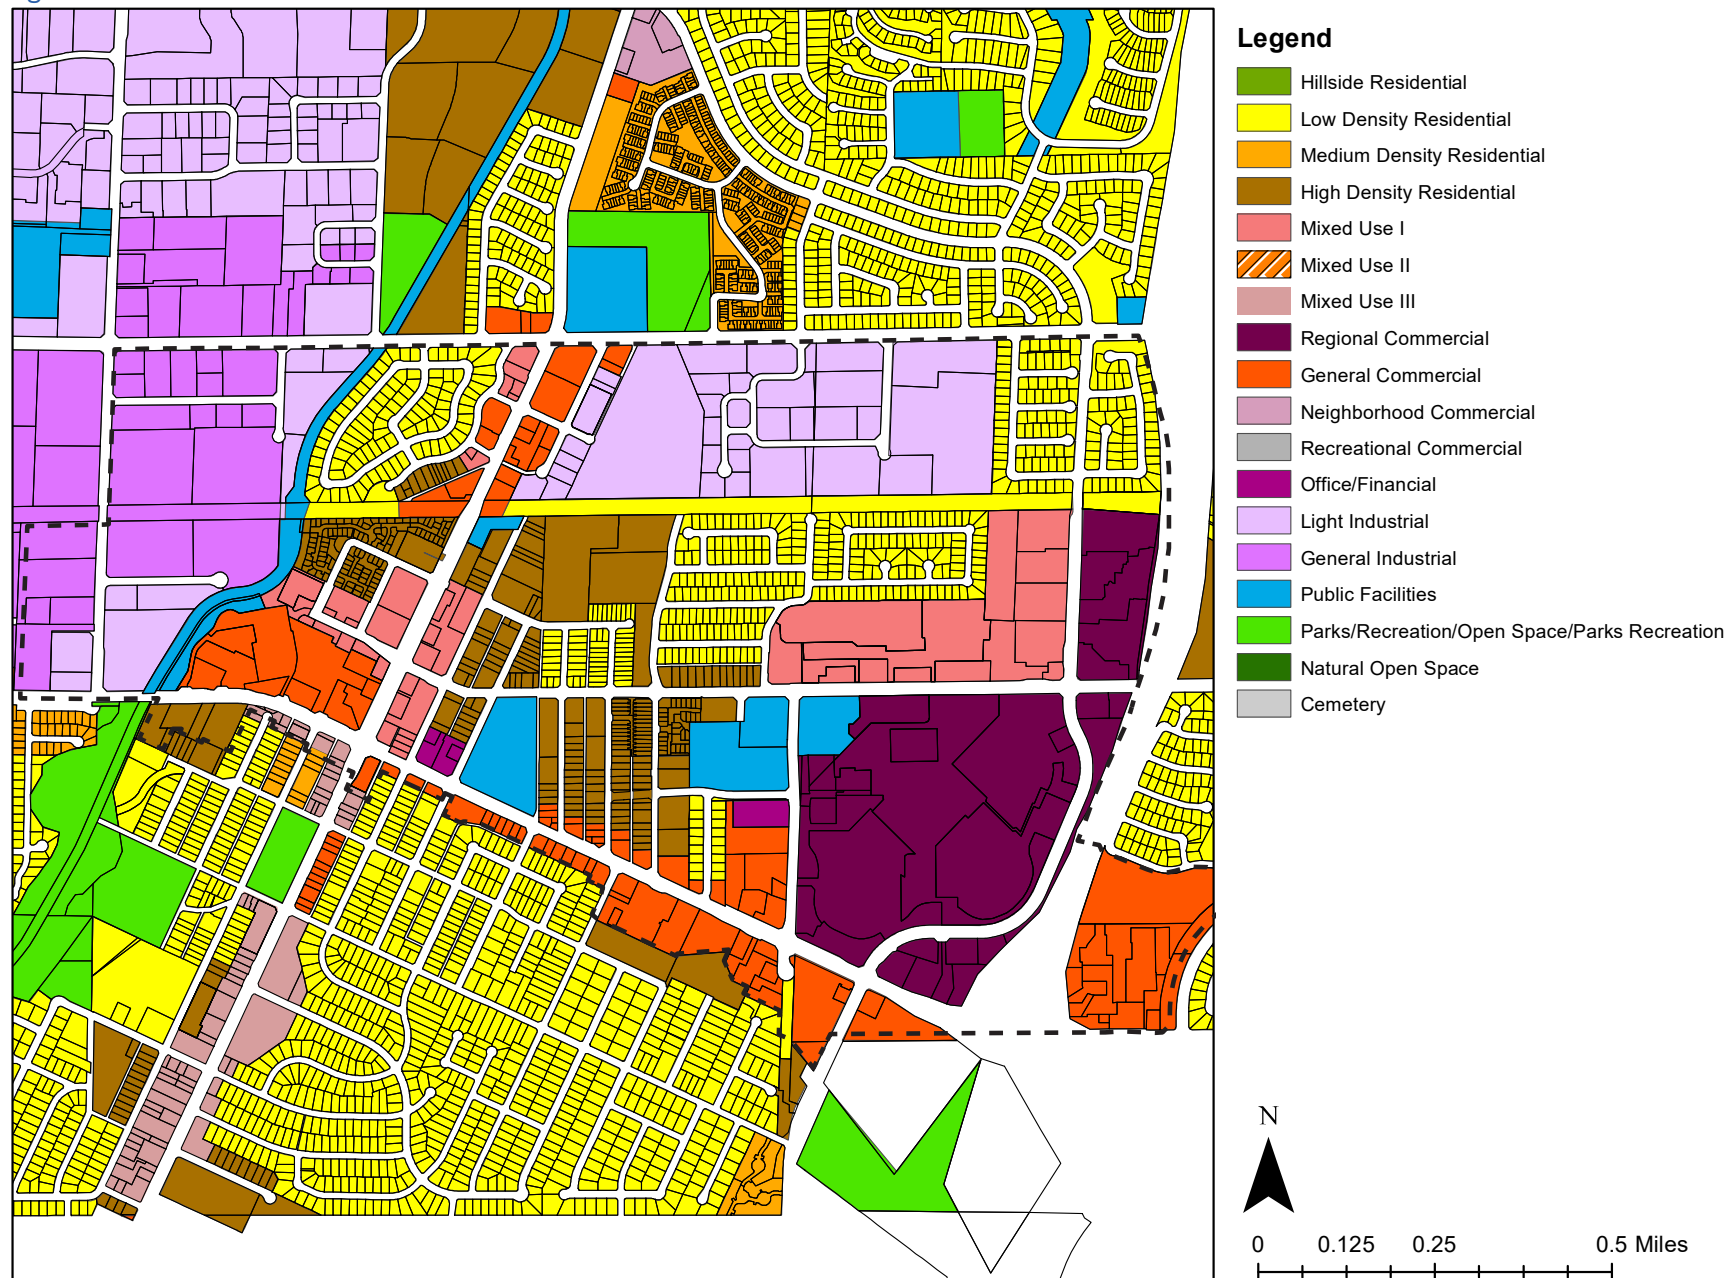 Legend
Hillside Residential
Low Density Residential
Medium Density Residential
High Density Residential
Mixed Use I
Mixed Use II
Mixed Use III
Regional Commercial
General Commercial
Neighborhood Commercial
Recreational Commercial
Office/Financial
Light Industrial
General Industrial
Public Facilities
Parks/Recreation/Open Space/Parks Recreation
Natural Open Space
Cemetery
N
0 0.125 0.25 0.5 Miles